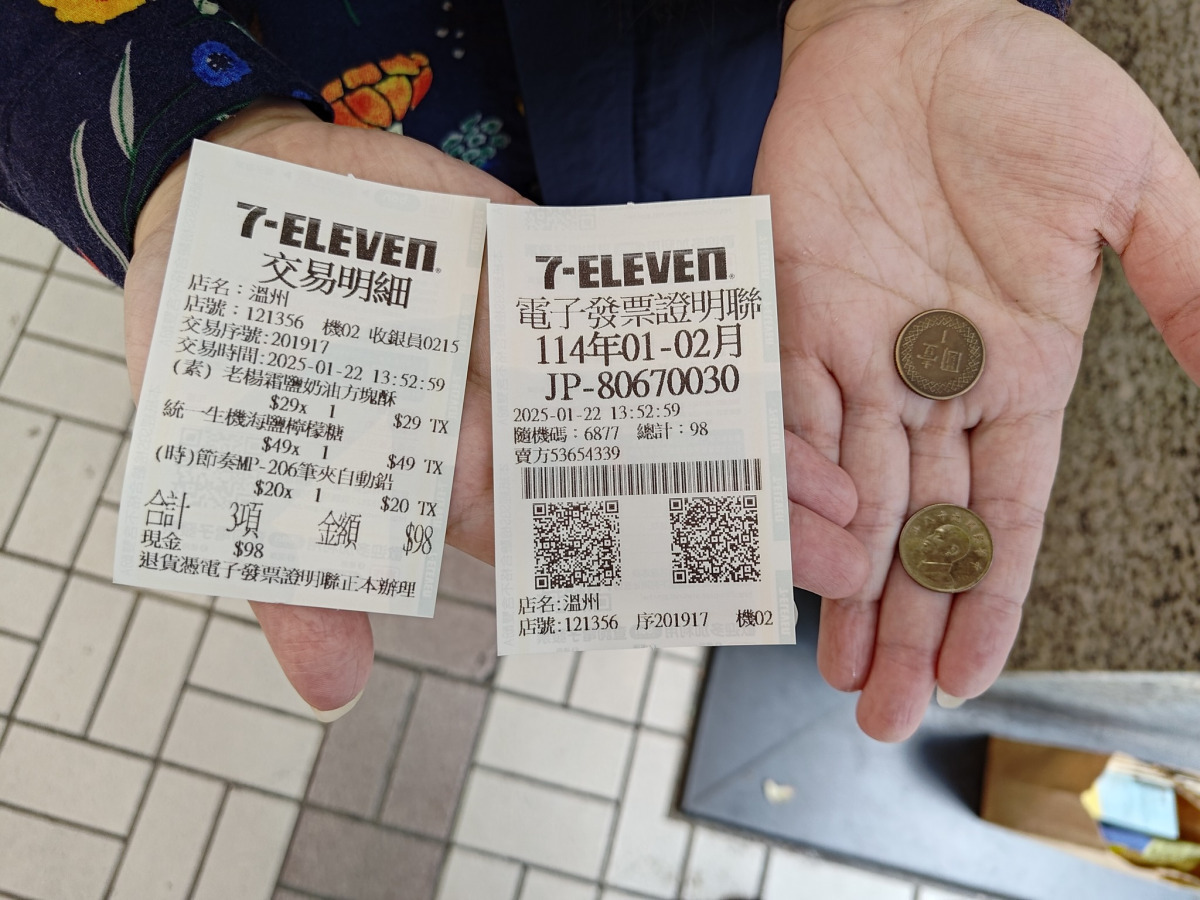 7-ELEVEN
交易明細
店名：溫州
店號：121356 機02 收銀員0215
交易序號:201917
交易時間:2025-01-22 13:52:59
(素) 老楊霜鹽奶油方塊酥
$29x 1 $29 TX
統一生機海鹽檸檬糖
$49x 1 $49 TX
(時)節奏MP-206筆夾自動鉛
$20x 1 $20 TX
合計 3項 金額 $98
現金 $98
退貨憑電子發票證明聯正本辦理
7-ELEVEN
電子發票證明聯
114年01-02月
JP-80670030
2025-01-22 13:52:59
隨機碼：6877 總計：98
賣方53654339
店名:溫州
店號:121356 序201917 機02
壹圓
1